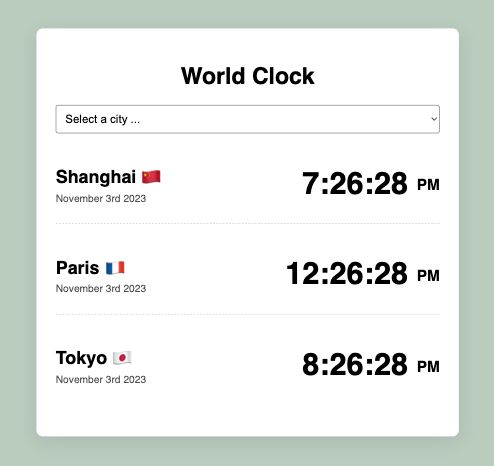 World Clock
Select a city ...
Shanghai 🇨🇳
7:26:28 PM
November 3rd 2023
Paris 🇫🇷
12:26:28 PM
November 3rd 2023
Tokyo 🇯🇵
8:26:28 PM
November 3rd 2023